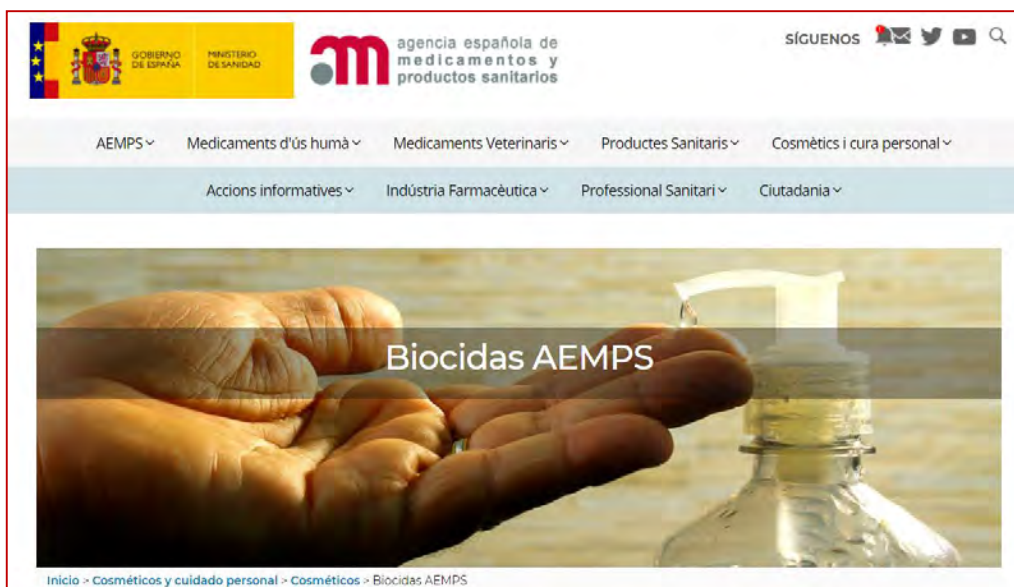 GOBIERNO
DE ESPAÑA
MINISTERIO
DE SANIDAD
agencia española de
medicamentos y
productos sanitarios
SÍGUENOS
AEMPS Medicaments d'ús humà Medicaments Veterinaris Productes Sanitaris Cosmètics i cura personal
Accions informatives Indústria Farmacèutica Professional Sanitari Ciutadania
Biocidas AEMPS
Inicio > Cosméticos y cuidado personal > Cosméticos > Biocidas AEMPS